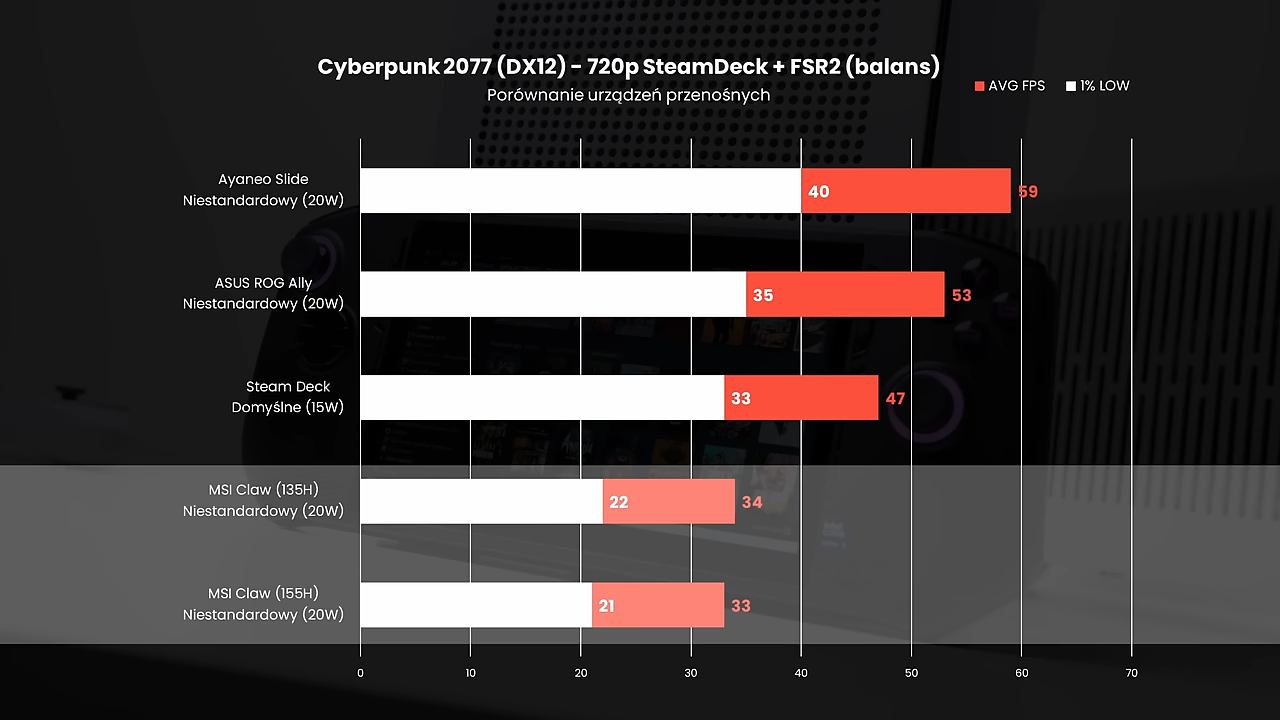 Cyberpunk 2077 (DX12) - 720p SteamDeck + FSR2 (balans)
Porównanie urządzeń przenośnych
AVG FPS
1% LOW
Ayaneo Slide
Niestandardowy (20W)
40
59
ASUS ROG Ally
Niestandardowy (20W)
35
53
Steam Deck
Domyślne (15W)
33
47
MSI Claw (135H)
Niestandardowy (20W)
22
34
MSI Claw (155H)
Niestandardowy (20W)
21
33
0 10 20 30 40 50 60 70